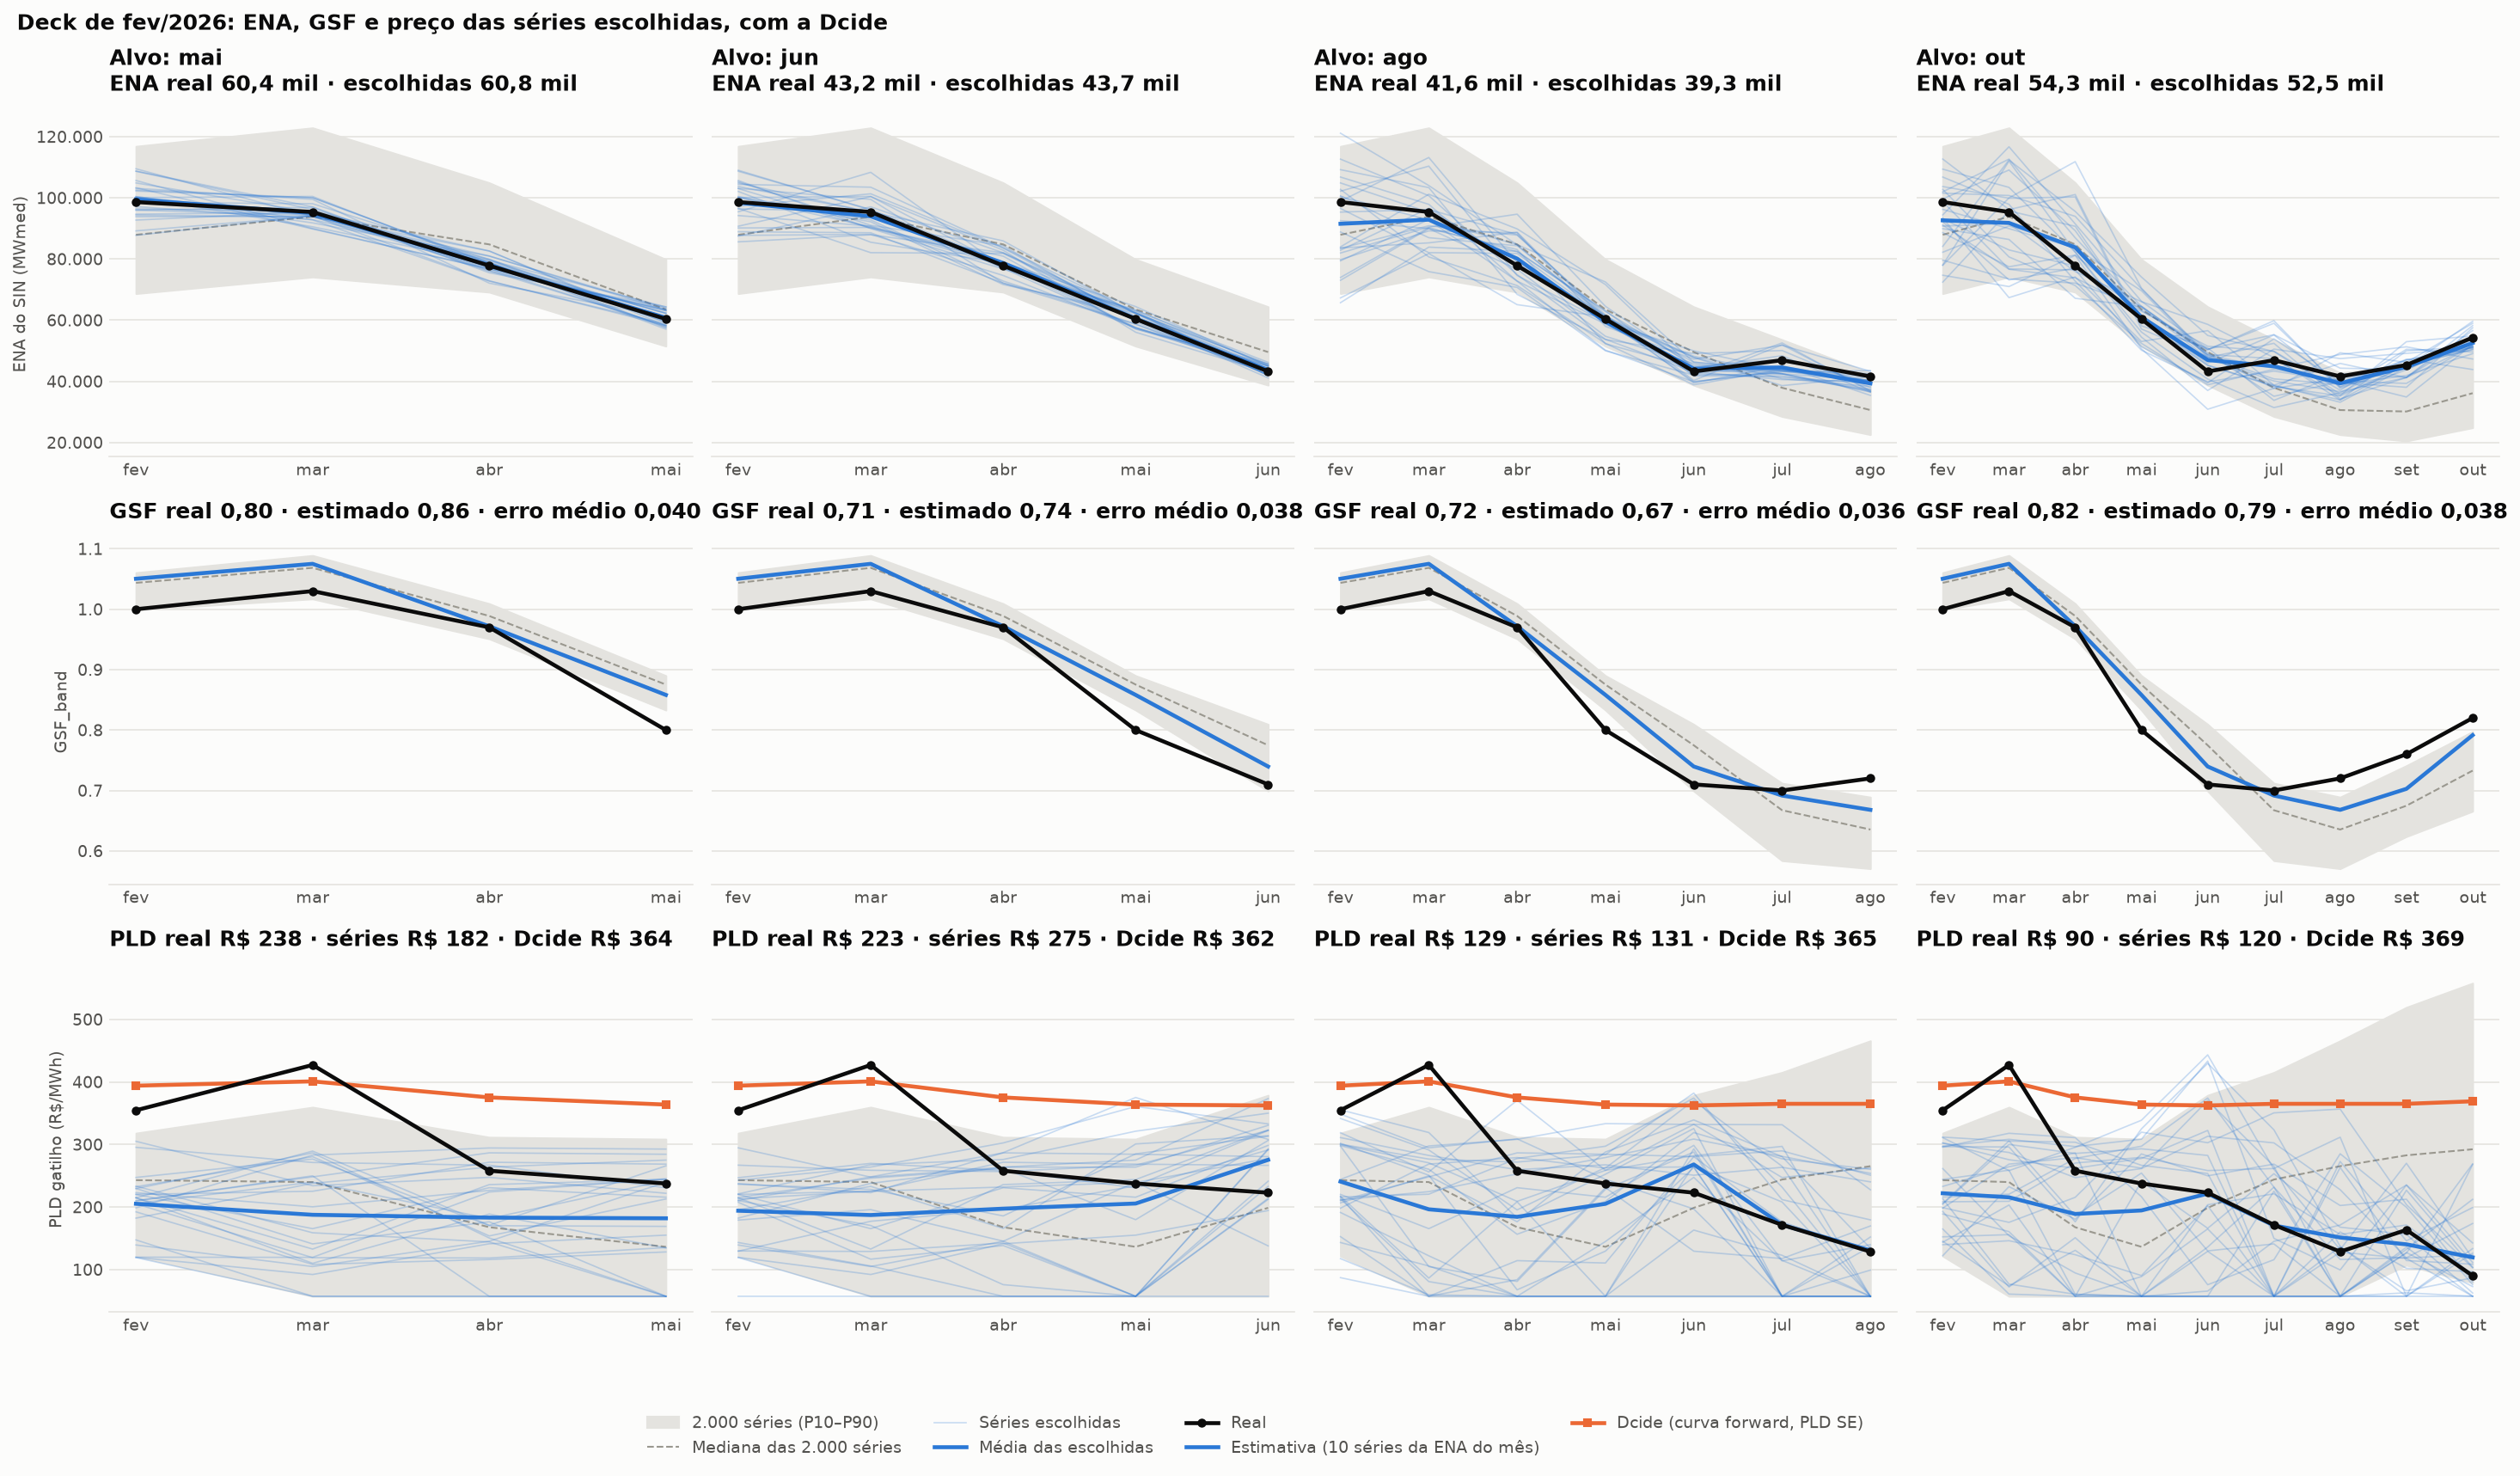 Deck de fev/2026: ENA, GSF e preço das séries escolhidas, com a Dcide
Alvo: mai
ENA real 60,4 mil · escolhidas 60,8 mil
Alvo: jun
ENA real 43,2 mil · escolhidas 43,7 mil
Alvo: ago
ENA real 41,6 mil · escolhidas 39,3 mil
Alvo: out
ENA real 54,3 mil · escolhidas 52,5 mil
ENA do SIN (MWmed)
120.000
100.000
80.000
60.000
40.000
20.000
fev mar abr mai
fev mar abr mai jun
fev mar abr mai jun jul ago
fev mar abr mai jun jul ago set out
GSF real 0,80 · estimado 0,86 · erro médio 0,040
GSF real 0,71 · estimado 0,74 · erro médio 0,038
GSF real 0,72 · estimado 0,67 · erro médio 0,036
GSF real 0,82 · estimado 0,79 · erro médio 0,038
GSF_band
1.1
1.0
0.9
0.8
0.7
0.6
fev mar abr mai
fev mar abr mai jun
fev mar abr mai jun jul ago
fev mar abr mai jun jul ago set out
PLD real R$ 238 · séries R$ 182 · Dcide R$ 364
PLD real R$ 223 · séries R$ 275 · Dcide R$ 362
PLD real R$ 129 · séries R$ 131 · Dcide R$ 365
PLD real R$ 90 · séries R$ 120 · Dcide R$ 369
PLD gatilho (R$/MWh)
500
400
300
200
100
fev mar abr mai
fev mar abr mai jun
fev mar abr mai jun jul ago
fev mar abr mai jun jul ago set out
2.000 séries (P10–P90)
Mediana das 2.000 séries
Séries escolhidas
Média das escolhidas
Real
Estimativa (10 séries da ENA do mês)
Dcide (curva forward, PLD SE)